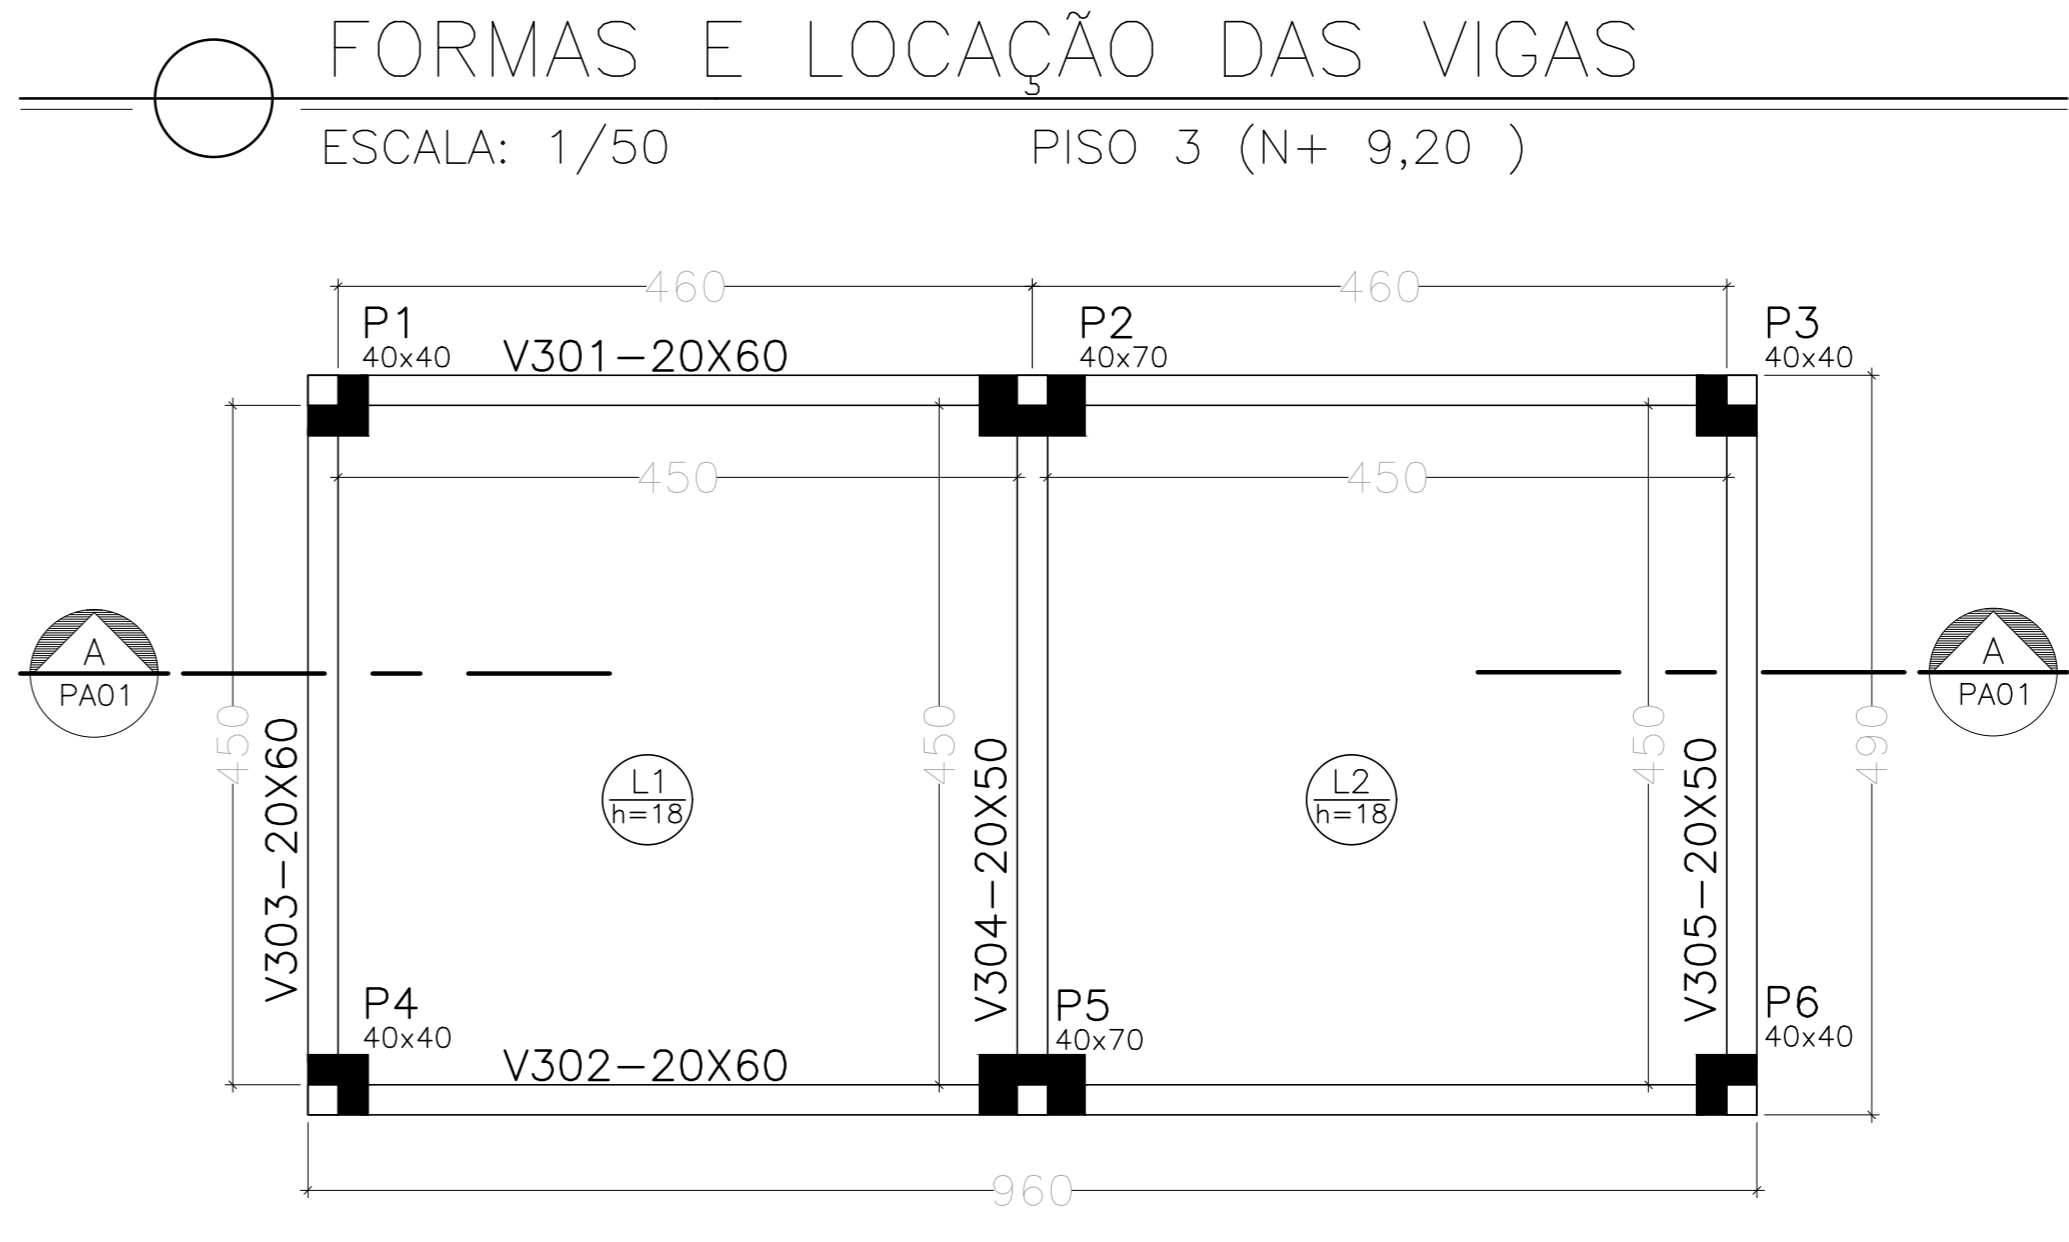 FORMAS E LOCAÇÃO DAS VIGAS
ESCALA: 1/50
PISO 3 (N+ 9,20 )
460
460
P1
40x40
V301-20X60
P2
40x70
P3
40x40
450
450
A
PA01
A
PA01
450
V303-20X60
L1
h=18
450
V304-20X50
L2
h=18
450
V305-20X50
490
P4
40x40
V302-20X60
P5
40x70
P6
40x40
960